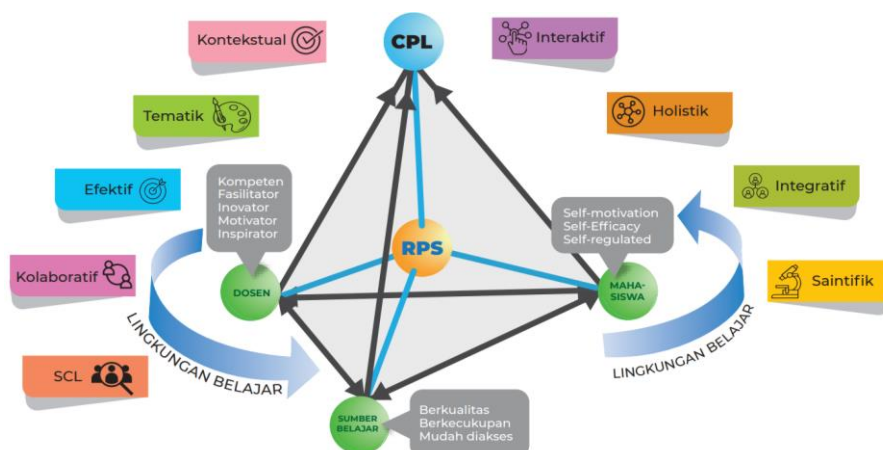 Kontekstual
CPL
Interaktif
Tematik
Holistik
Efektif
Kompeten
Fasilitator
Inovator
Motivator
Inspirator
RPS
Self-motivation
Self-Efficacy
Self-regulated
Integratif
Kolaboratif
DOSEN
MAHA-
SISWA
Saintifik
LINGKUNGAN BELAJAR
LINGKUNGAN BELAJAR
SCL
SUMBER
BELAJAR
Berkualitas
Berkecukupan
Mudah diakses